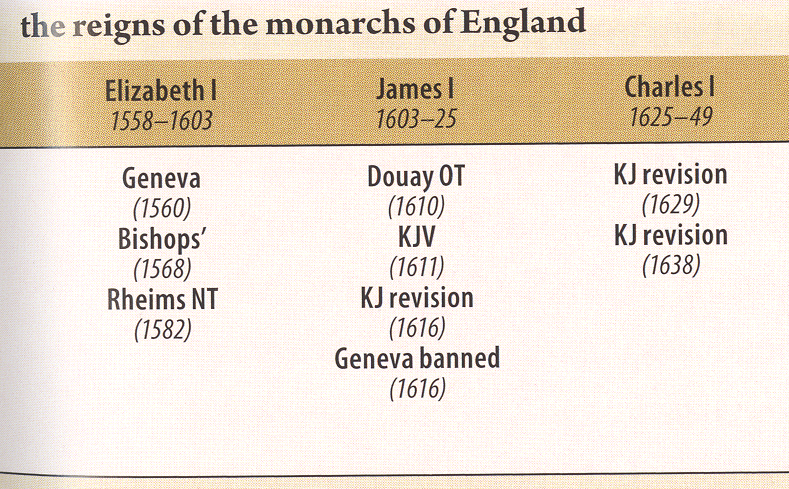 the reigns of the monarchs of England
Elizabeth I
1558–1603
Geneva
(1560)
Bishops’
(1568)
Rheims NT
(1582)
James I
1603–25
Douay OT
(1610)
KJV
(1611)
KJ revision
(1616)
Geneva banned
(1616)
Charles I
1625–49
KJ revision
(1629)
KJ revision
(1638)